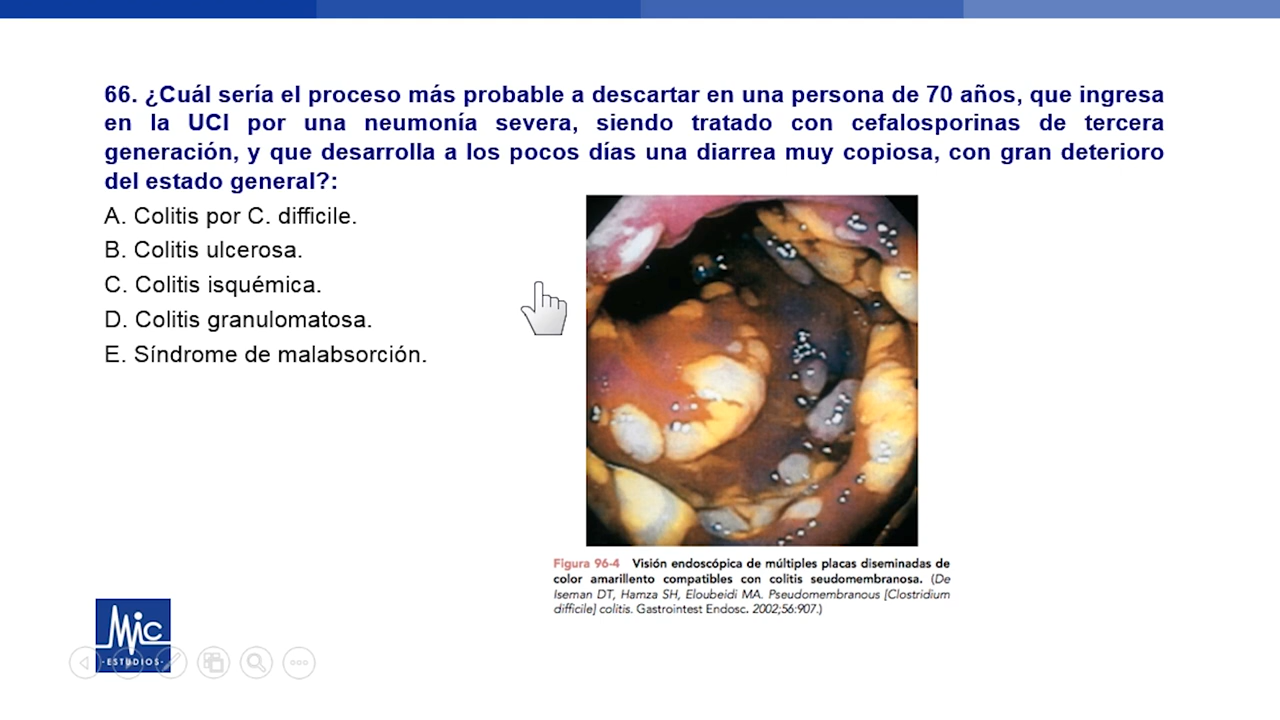 66. ¿Cuál sería el proceso más probable a descartar en una persona de 70 años, que ingresa
en la UCI por una neumonía severa, siendo tratado con cefalosporinas de tercera
generación, y que desarrolla a los pocos días una diarrea muy copiosa, con gran deterioro
del estado general?:
A. Colitis por C. difficile.
B. Colitis ulcerosa.
C. Colitis isquémica.
D. Colitis granulomatosa.
E. Síndrome de malabsorción.
Figura 96-4 Visión endoscópica de múltiples placas diseminadas de
color amarillento compatibles con colitis seudomembranosa. (De
Iseman DT, Hamza SH, Eloubeidi MA. Pseudomembranous [Clostridium
difficile] colitis. Gastrointest Endosc. 2002;56:907.)
Mic
-ESTUDIOS-